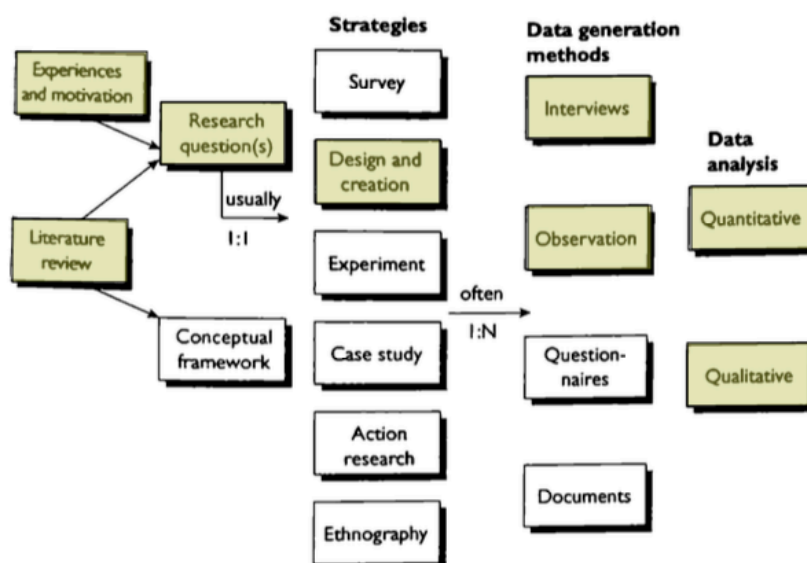 Strategies
Data generation
methods
Experiences
and motivation
Survey
Interviews
Research
question(s)
Data
analysis
Design and
creation
usually
1:1
Literature
review
Observation
Quantitative
Experiment
often
1:N
Conceptual
framework
Case study
Question-
naires
Qualitative
Action
research
Documents
Ethnography